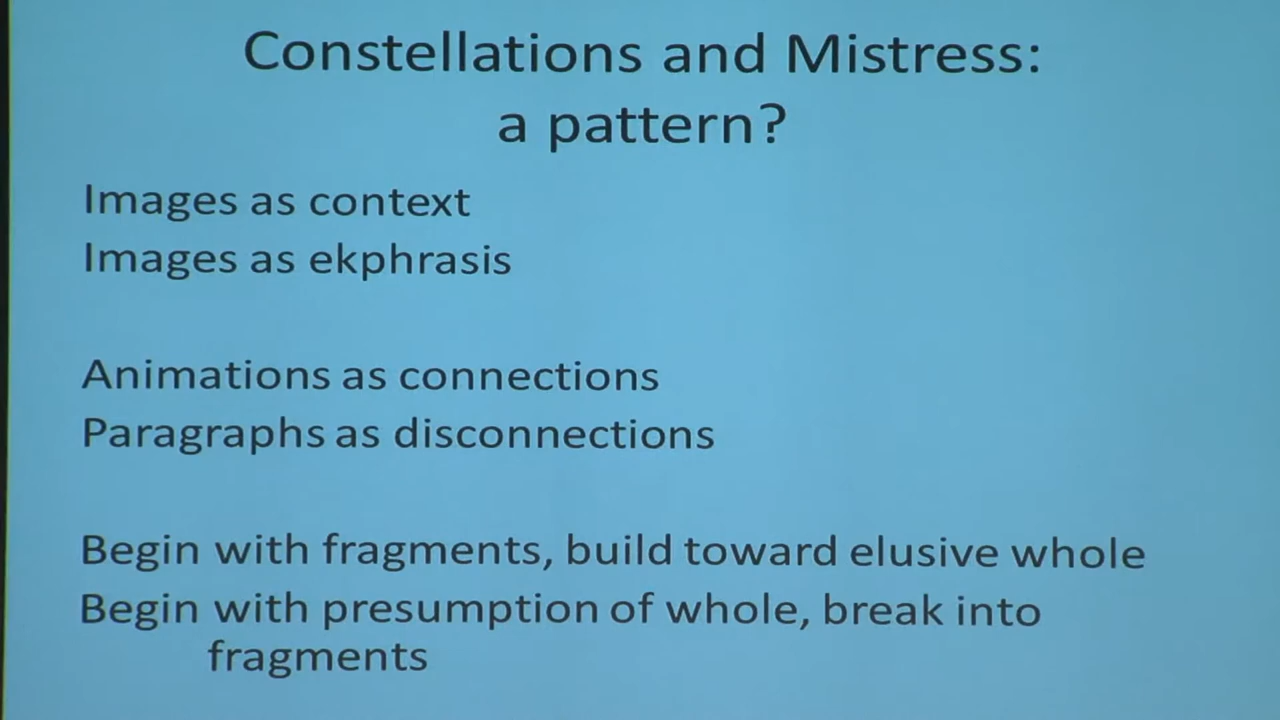 Constellations and Mistress:
a pattern?
Images as context
Images as ekphrasis
Animations as connections
Paragraphs as disconnections
Begin with fragments, build toward elusive whole
Begin with presumption of whole, break into
fragments